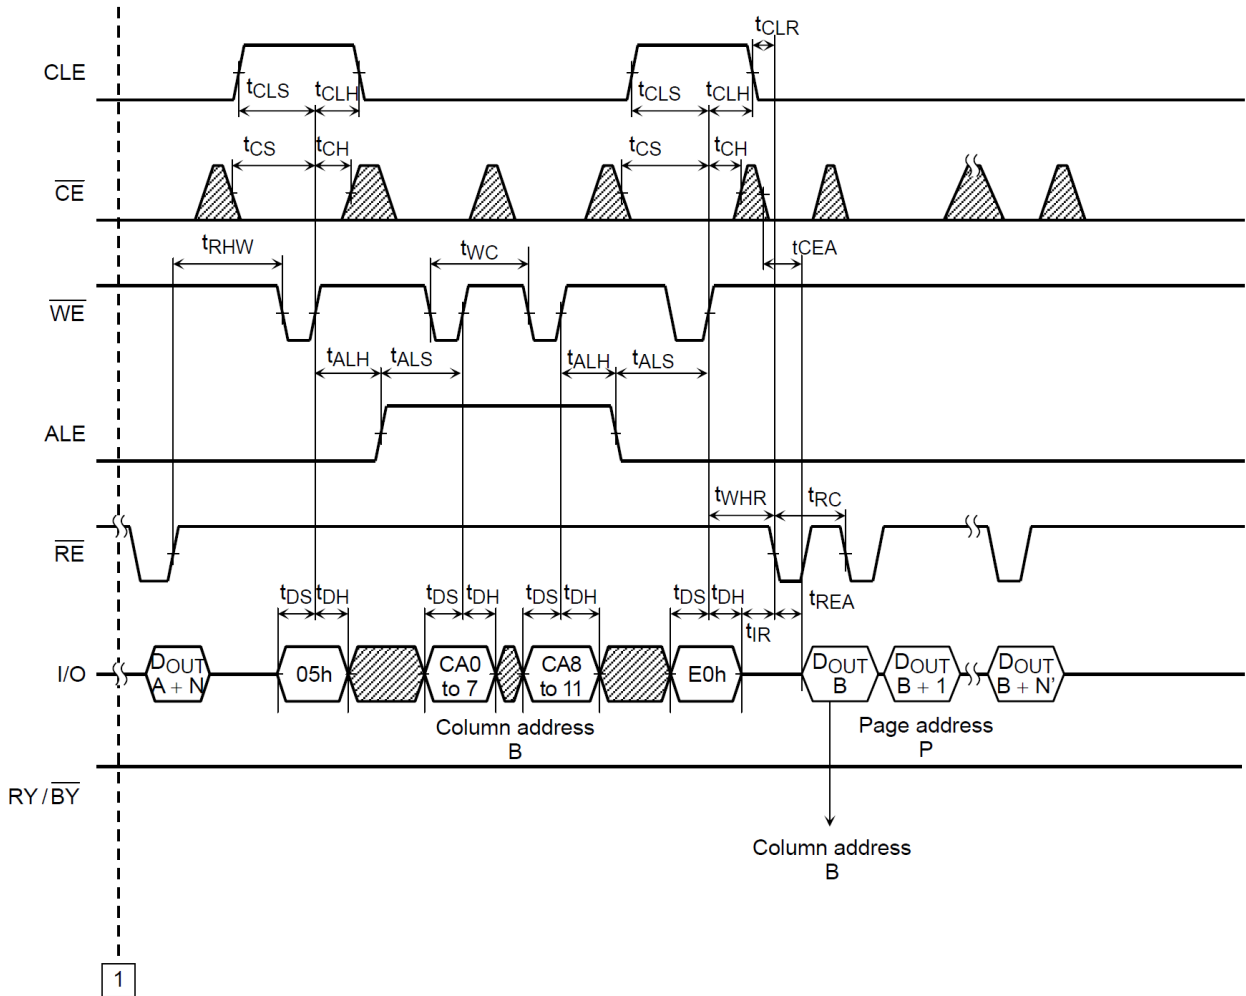 tCLR
CLE
tCLS tCLH tCLS tCLH
tCS tCH tCS tCH
CE
tRHW tWC tCEA
WE
tALH tALS tALH tALS
ALE
tWHR tRC
RE
tDS tDH tDS tDH tDS tDH tDS tDH tREA
tIR
I/O
DOUT
A + N
05h
CA0
to 7
CA8
to 11
E0h
DOUT
B
DOUT
B + 1
DOUT
B + N'
Column address
B
Page address
P
RY/BY
Column address
B
1